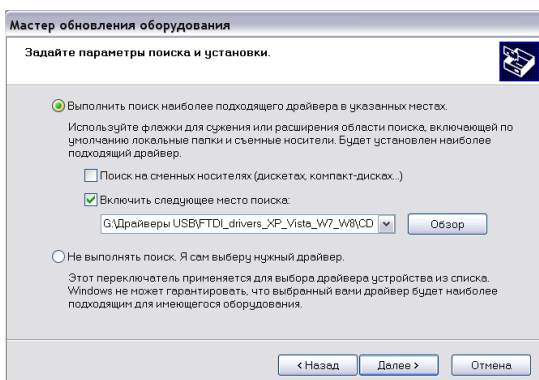 Мастер обновления оборудования
Задайте параметры поиска и установки.
Выполнить поиск наиболее подходящего драйвера в указанных местах.
Используйте флажки для сужения или расширения области поиска, включающей по
умолчанию локальные папки и съемные носители. Будет установлен наиболее
подходящий драйвер.
Поиск на сменных носителях (дискетах, компакт-дисках...)
Включить следующее место поиска:
G:\Драйверы USB\FTDI_drivers_XP_Vista_W7_W8\CD
Обзор
Не выполнять поиск. Я сам выберу нужный драйвер.
Этот переключатель применяется для выбора драйвера устройства из списка.
Windows не может гарантировать, что выбранный вами драйвер будет наиболее
подходящим для имеющегося оборудования.
< Назад
Далее >
Отмена